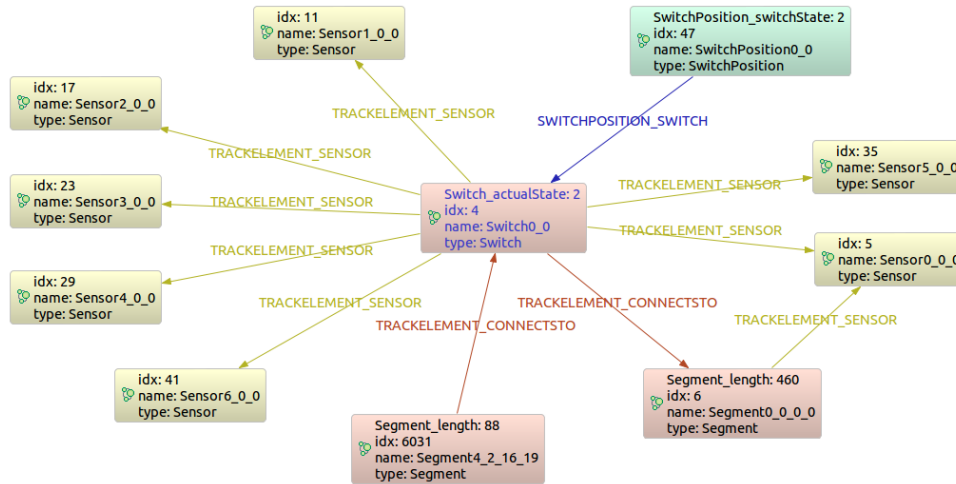 idx: 11
name: Sensor1_0_0
type: Sensor
SwitchPosition_switchState: 2
idx: 47
name: SwitchPosition0_0
type: SwitchPosition
idx: 17
name: Sensor2_0_0
type: Sensor
TRACKELEMENT_SENSOR
SWITCHPOSITION_SWITCH
TRACKELEMENT_SENSOR
idx: 35
name: Sensor5_0_0
type: Sensor
idx: 23
name: Sensor3_0_0
type: Sensor
TRACKELEMENT_SENSOR
Switch_actualState: 2
idx: 4
name: Switch0_0
type: Switch
TRACKELEMENT_SENSOR
TRACKELEMENT_SENSOR
idx: 5
name: Sensor0_0_0
type: Sensor
TRACKELEMENT_SENSOR
idx: 29
name: Sensor4_0_0
type: Sensor
TRACKELEMENT_SENSOR
TRACKELEMENT_CONNECTSTO
TRACKELEMENT_CONNECTSTO
TRACKELEMENT_SENSOR
idx: 41
name: Sensor6_0_0
type: Sensor
Segment_length: 460
idx: 6
name: Segment0_0_0_0
type: Segment
Segment_length: 88
idx: 6031
name: Segment4_2_16_19
type: Segment